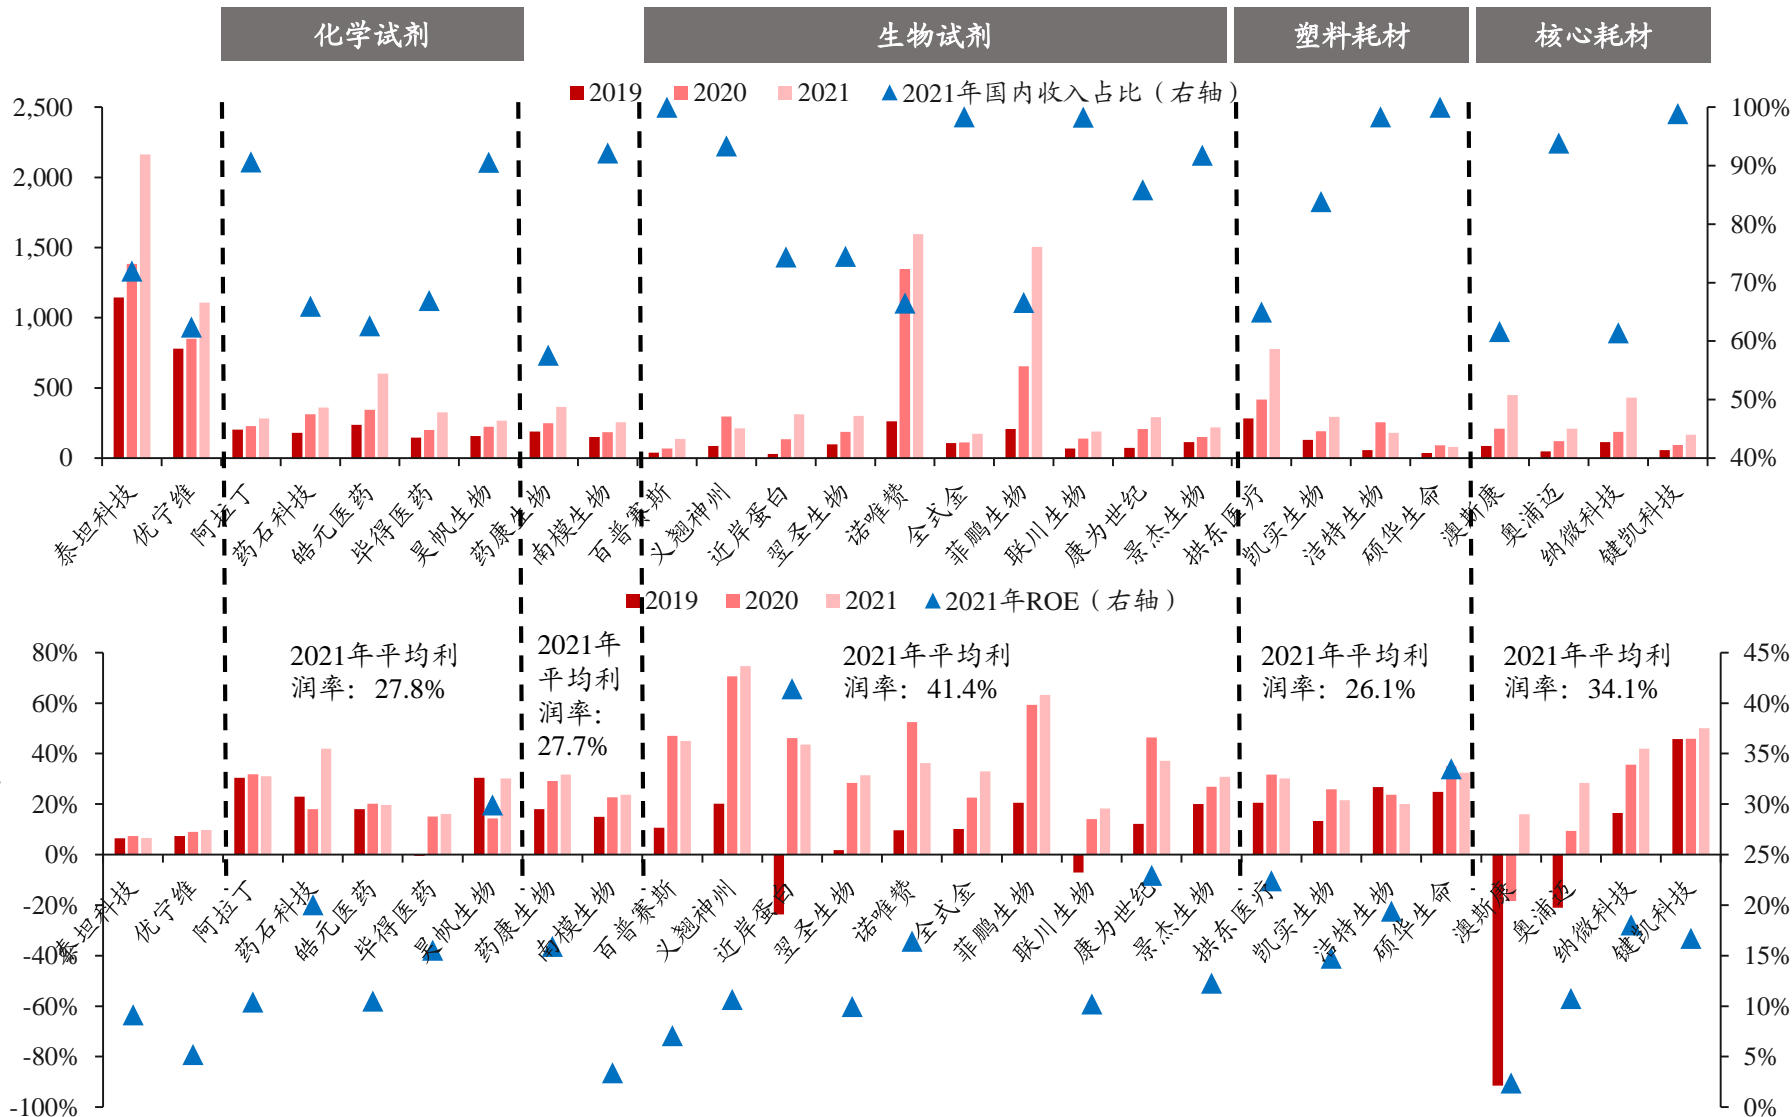 化学试剂
生物试剂
塑料耗材
核心耗材
2019
2020
2021
2021年国内收入占比（右轴）
2,500
2,000
1,500
1,000
500
0
100%
90%
80%
70%
60%
50%
40%
泰坦科技
优宁维
阿拉丁
药石科技
皓元医药
毕得医药
昊帆生物
药康生物
南模生物
百普赛斯
义翘神州
近岸蛋白
翌圣生物
诺唯赞
全式金
菲鹏生物
联川生物
康为世纪
景杰生物
拱东医疗
凯实生物
洁特生物
硕华生命
澳斯康
奥浦迈
纳微科技
键凯科技
2019
2020
2021
2021年ROE（右轴）
2021年平均利
润率：27.8%
2021年
平均利
润率：
27.7%
2021年平均利
润率：41.4%
2021年平均利
润率：26.1%
2021年平均利
润率：34.1%
80%
60%
40%
20%
0%
-20%
-40%
-60%
-80%
-100%
45%
40%
35%
30%
25%
20%
15%
10%
5%
0%
泰坦科技
优宁维
阿拉丁
药石科技
皓元医药
毕得医药
昊帆生物
药康生物
南模生物
百普赛斯
义翘神州
近岸蛋白
翌圣生物
诺唯赞
全式金
菲鹏生物
联川生物
康为世纪
景杰生物
拱东医疗
凯实生物
洁特生物
硕华生命
澳斯康
奥浦迈
纳微科技
键凯科技